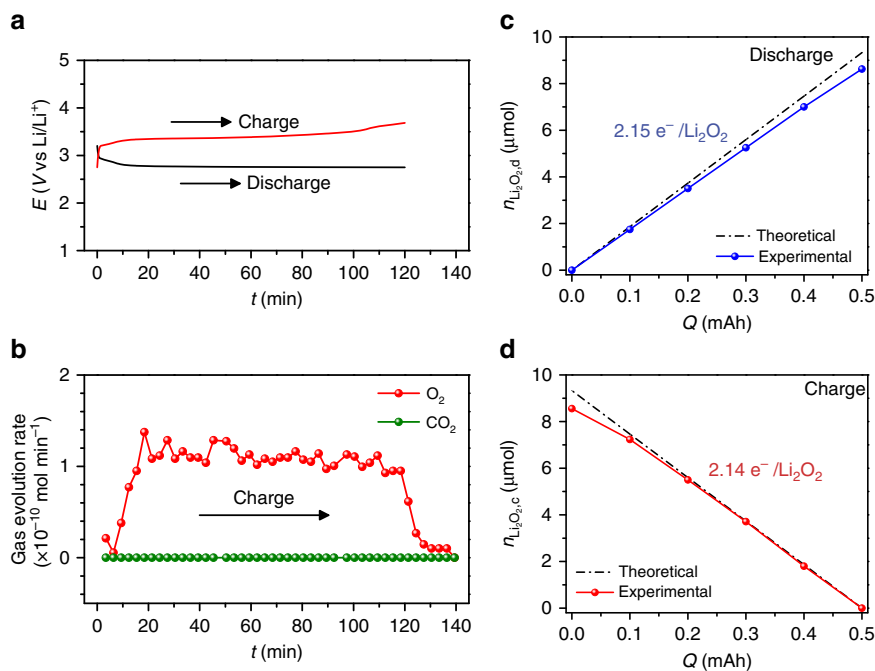 a
E (V vs Li/Li⁺)
5
4
3
2
1
Charge
Discharge
0 20 40 60 80 100 120 140
t (min)
b
Gas evolution rate
(×10⁻¹⁰ mol min⁻¹)
2
1
0
O₂
CO₂
Charge
0 20 40 60 80 100 120 140
t (min)
c
n Li₂O₂,d (μmol)
10
8
6
4
2
0
Discharge
2.15 e⁻ /Li₂O₂
Theoretical
Experimental
0.0 0.1 0.2 0.3 0.4 0.5
Q (mAh)
d
n Li₂O₂,c (μmol)
10
8
6
4
2
0
Charge
2.14 e⁻ /Li₂O₂
Theoretical
Experimental
0.0 0.1 0.2 0.3 0.4 0.5
Q (mAh)